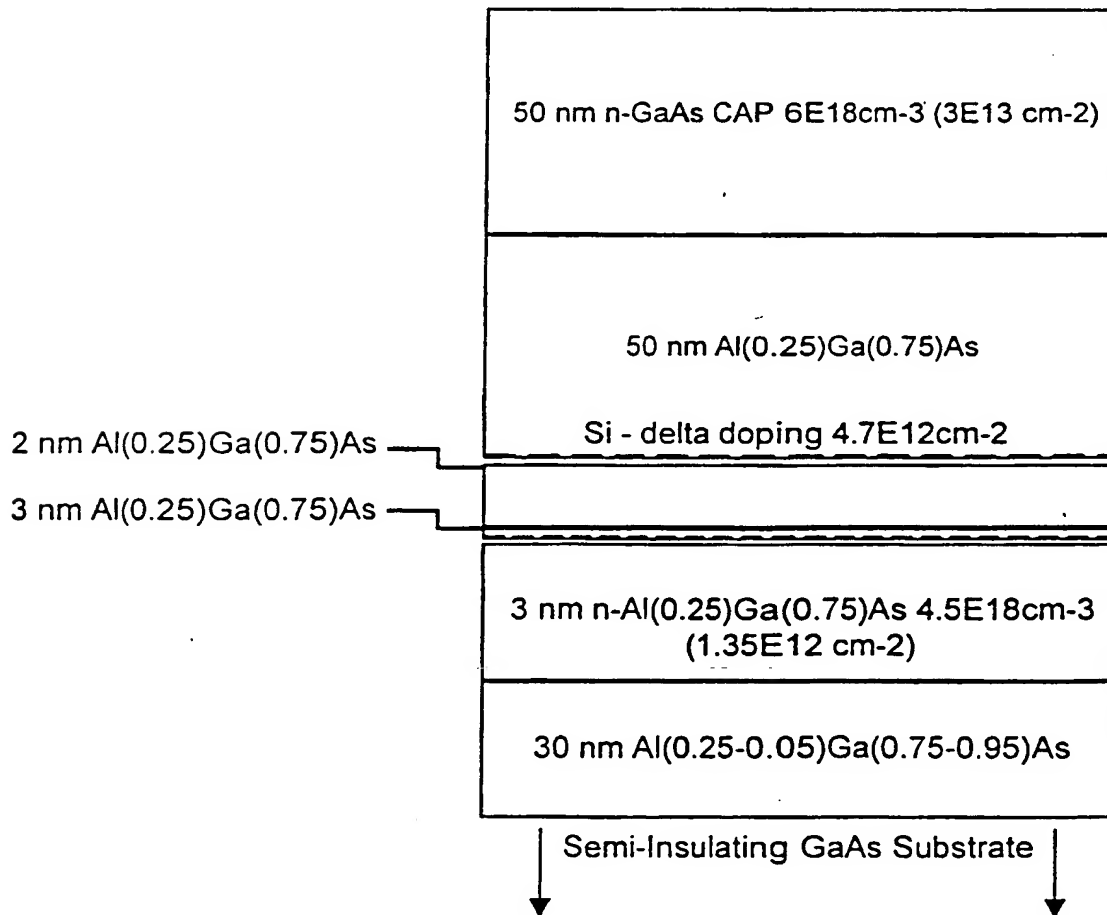 50 nm n-GaAs CAP 6E18cm-3 (3E13 cm-2)
50 nm Al(0.25)Ga(0.75)As
Si - delta doping 4.7E12cm-2
2 nm Al(0.25)Ga(0.75)As
3 nm Al(0.25)Ga(0.75)As
3 nm n-Al(0.25)Ga(0.75)As 4.5E18cm-3
(1.35E12 cm-2)
30 nm Al(0.25-0.05)Ga(0.75-0.95)As
Semi-Insulating GaAs Substrate